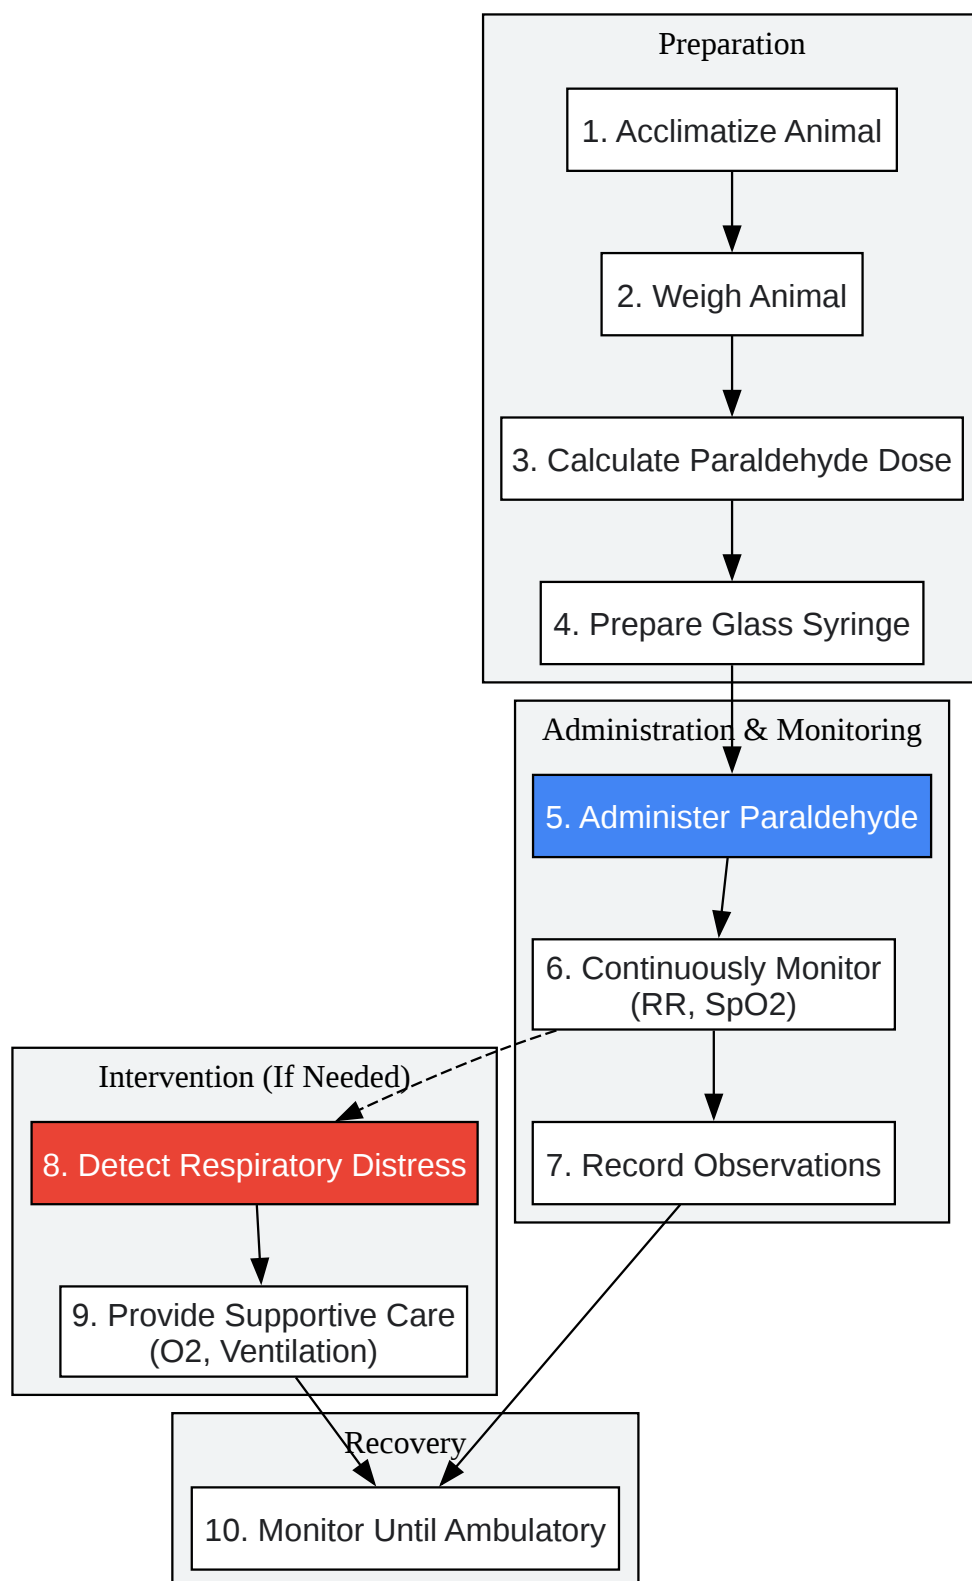 Preparation
1. Acclimatize Animal
2. Weigh Animal
3. Calculate Paraldehyde Dose
4. Prepare Glass Syringe
Administration & Monitoring
5. Administer Paraldehyde
6. Continuously Monitor
(RR, SpO2)
Intervention (If Needed)
8. Detect Respiratory Distress
7. Record Observations
9. Provide Supportive Care
(O2, Ventilation)
Recovery
10. Monitor Until Ambulatory